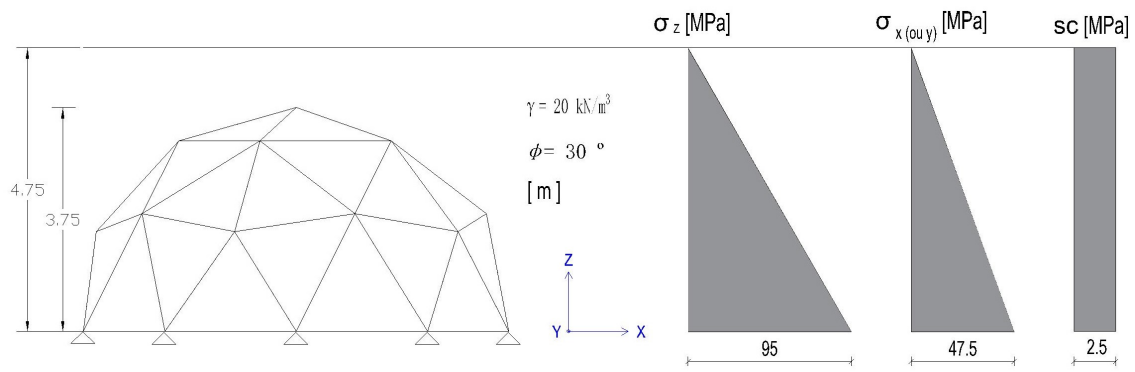 σ z [MPa]
σ x (ou y) [MPa]
sc [MPa]
γ = 20 kN/m³
ϕ= 30 º
[ m ]
4.75
3.75
Z
Y
X
95
47.5
2.5